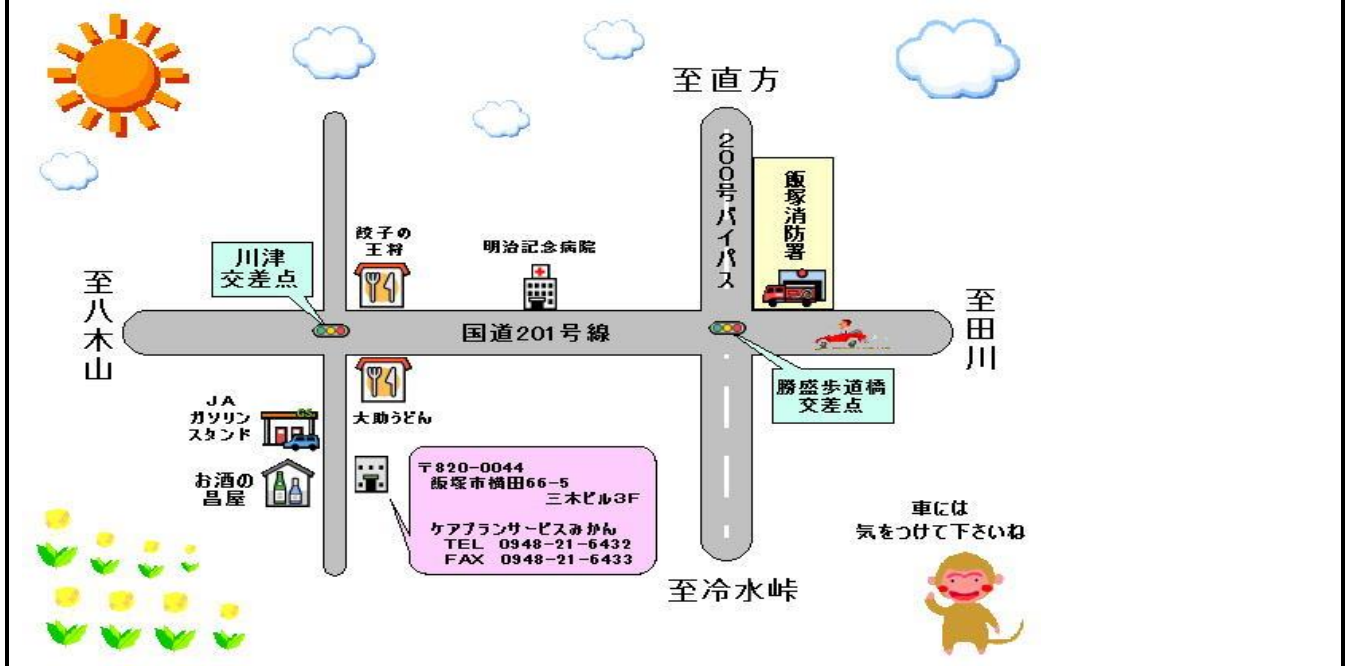 至直方
200号バイパス
飯塚消防署
餃子の
王将
明治記念病院
川津
交差点
至八木山
国道201号線
至田川
勝盛歩道橋
交差点
JA
ガソリン
スタンド
GS
大助うどん
お酒の
昌屋
〒820-0044
飯塚市横田66-5
三木ビル3F
ケアプランサービスみかん
TEL 0948-21-6432
FAX 0948-21-6433
車には
気をつけて下さいね
至冷水峠